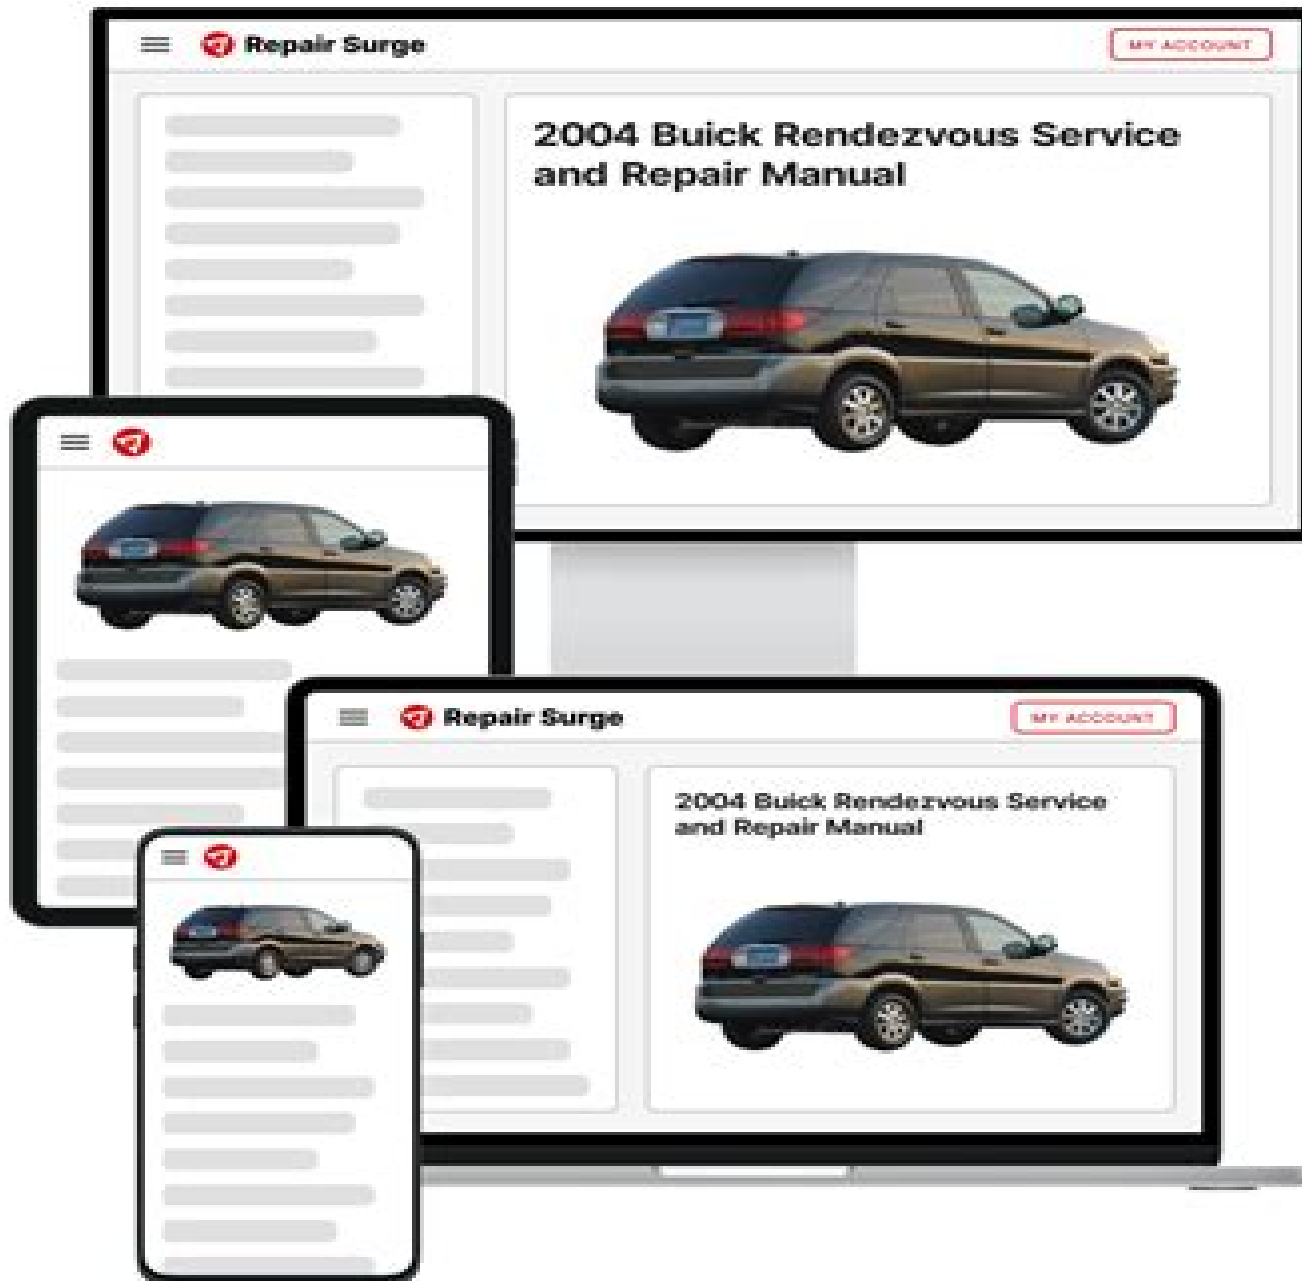 Repair Surge
MY ACCOUNT
2004 Buick Rendezvous Service
and Repair Manual
Repair Surge
MY ACCOUNT
2004 Buick Rendezvous Service
and Repair Manual